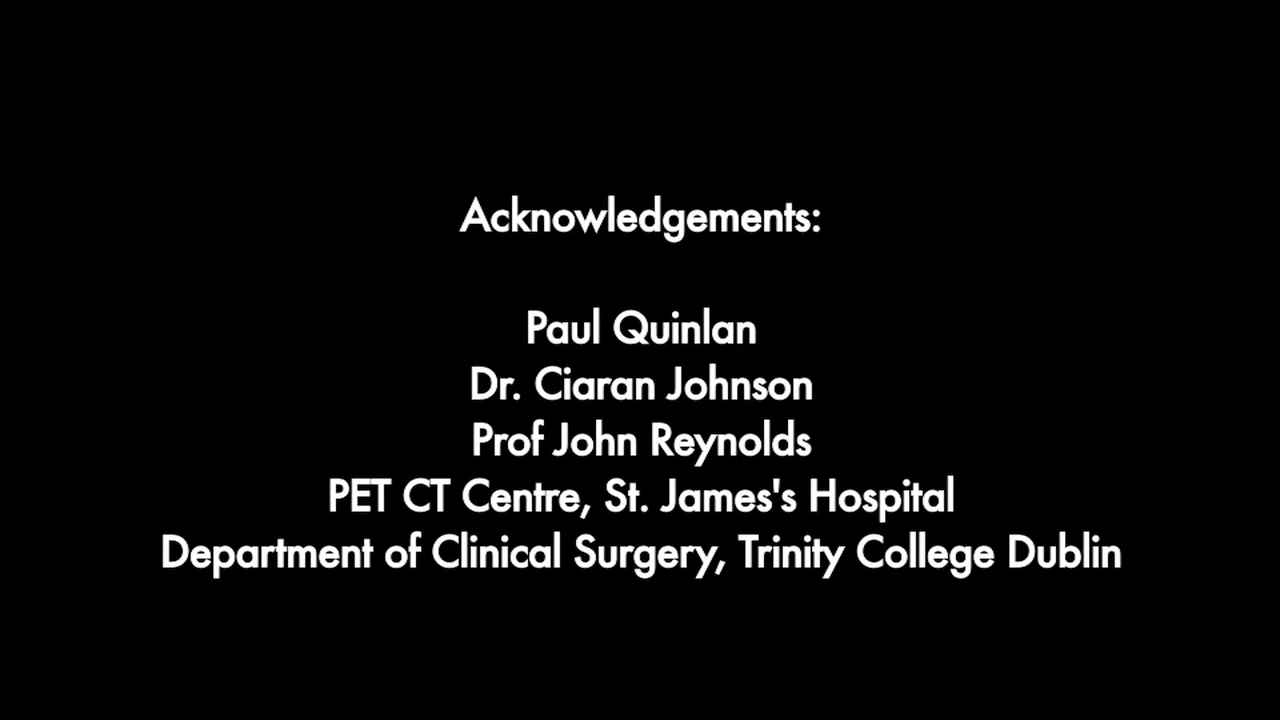 Acknowledgements:
Paul Quinlan
Dr. Ciaran Johnson
Prof John Reynolds
PET CT Centre, St. James's Hospital
Department of Clinical Surgery, Trinity College Dublin